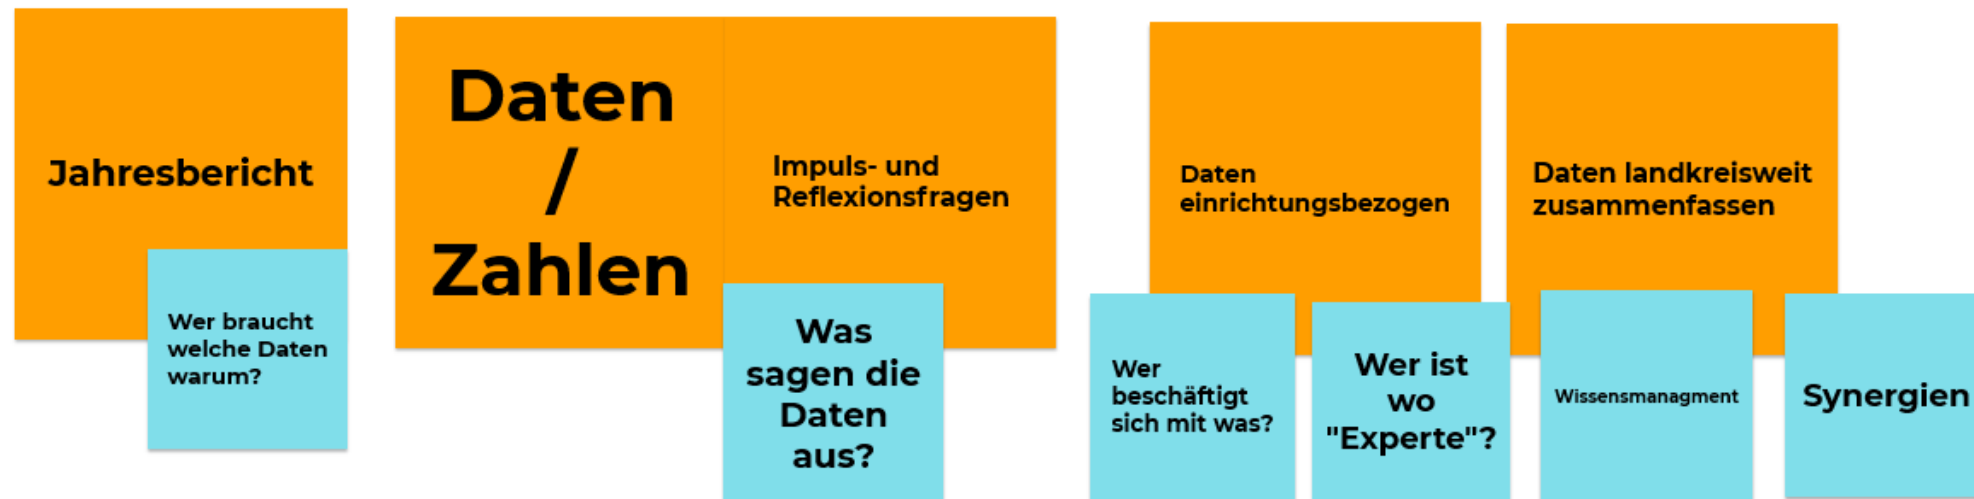 Jahresbericht
Wer braucht
welche Daten
warum?
Daten
/
Zahlen
Impuls- und
Reflexionsfragen
Was
sagen die
Daten
aus?
Daten
einrichtungsbezogen
Wer
beschäftigt
sich mit was?
Wer ist
wo
"Experte"?
Daten landkreisweit
zusammenfassen
Wissensmanagment
Synergien